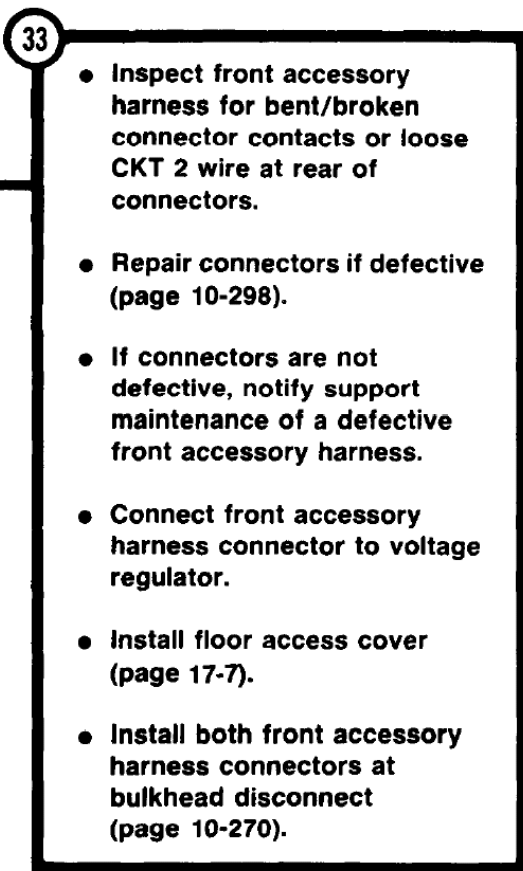 33
• Inspect front accessory
harness for bent/broken
connector contacts or loose
CKT 2 wire at rear of
connectors.
• Repair connectors if defective
(page 10-298).
• If connectors are not
defective, notify support
maintenance of a defective
front accessory harness.
• Connect front accessory
harness connector to voltage
regulator.
• Install floor access cover
(page 17-7).
• Install both front accessory
harness connectors at
bulkhead disconnect
(page 10-270).